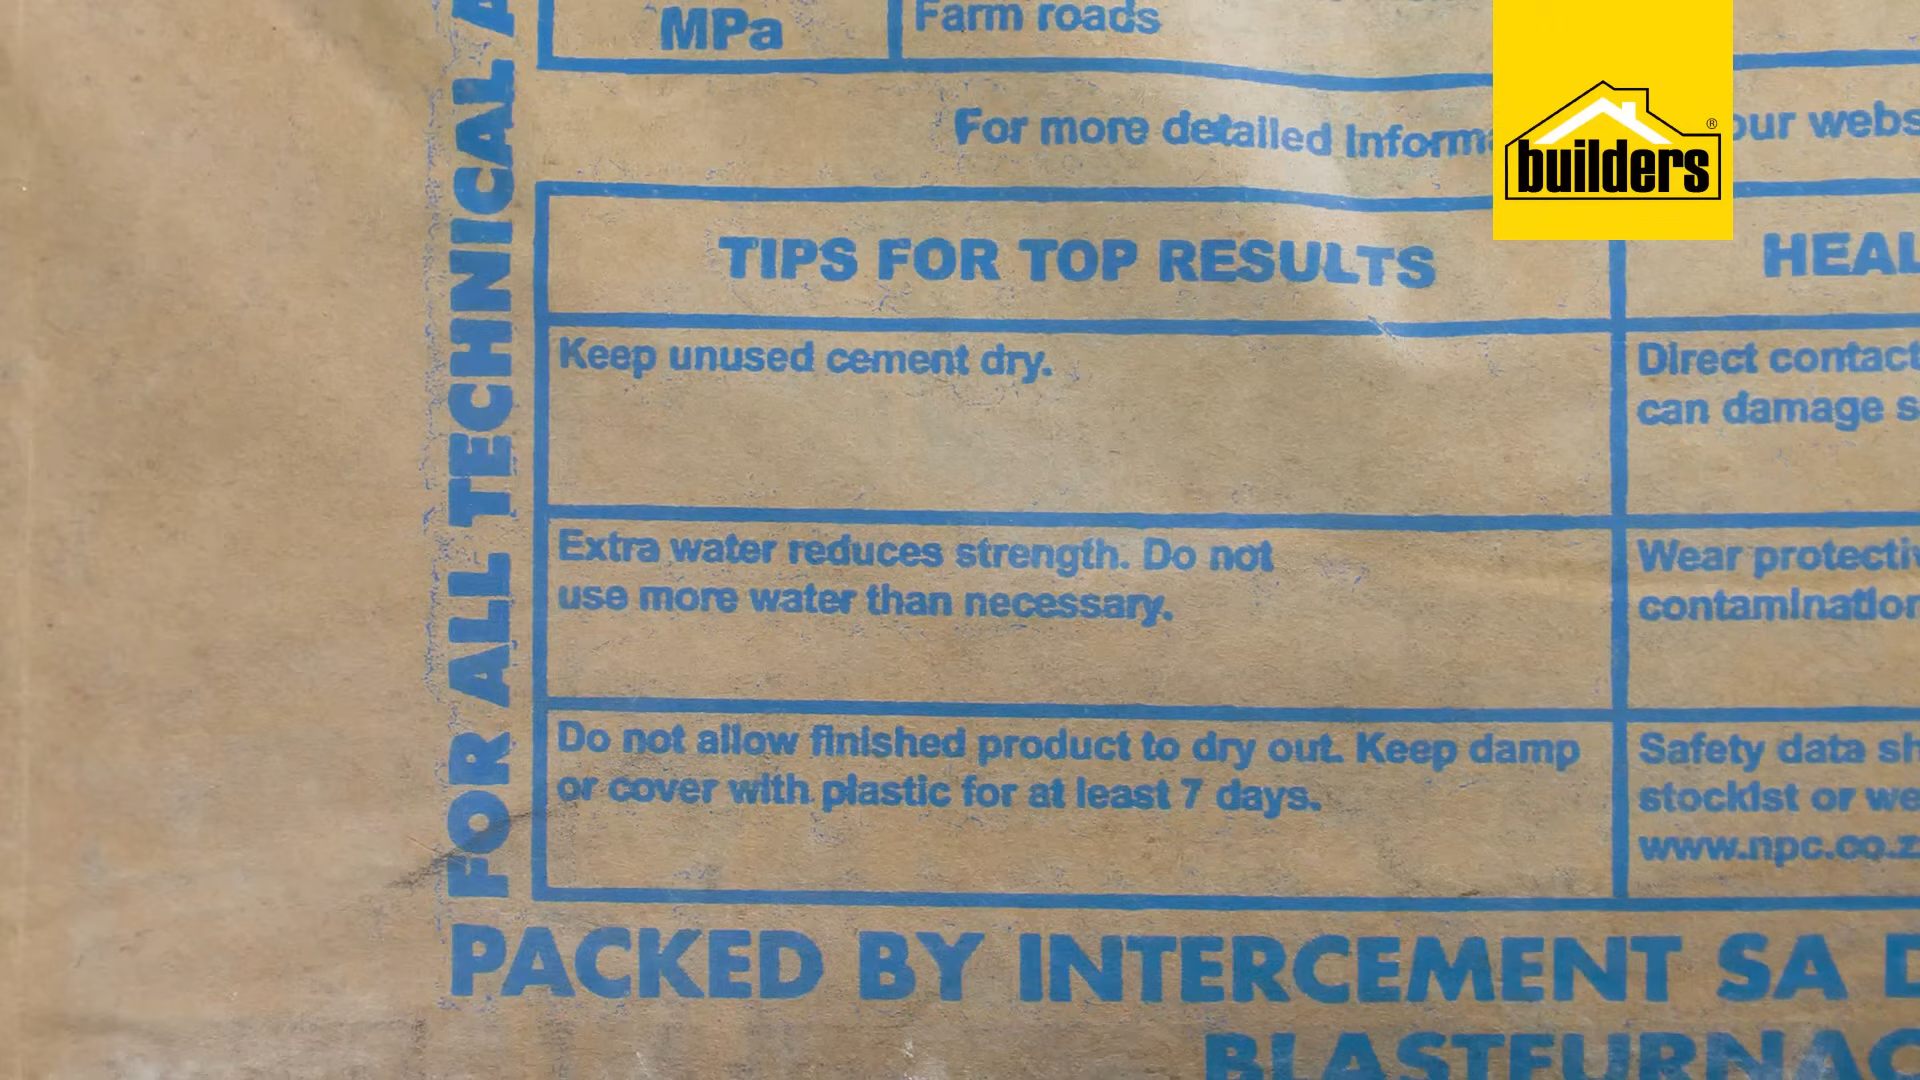 MPa
Farm roads
For more detailed Inform
our webs
builders
®
TIPS FOR TOP RESULTS
HEAL
Keep unused cement dry.
Direct contact
can damage s
Extra water reduces strength. Do not
use more water than necessary.
Wear protectiv
contamination
Do not allow finished product to dry out. Keep damp
or cover with plastic for at least 7 days.
Safety data sh
stockist or we
www.npc.co.z
FOR ALL TECHNICAL A
PACKED BY INTERCEMENT SA D
BLASTFURNAC